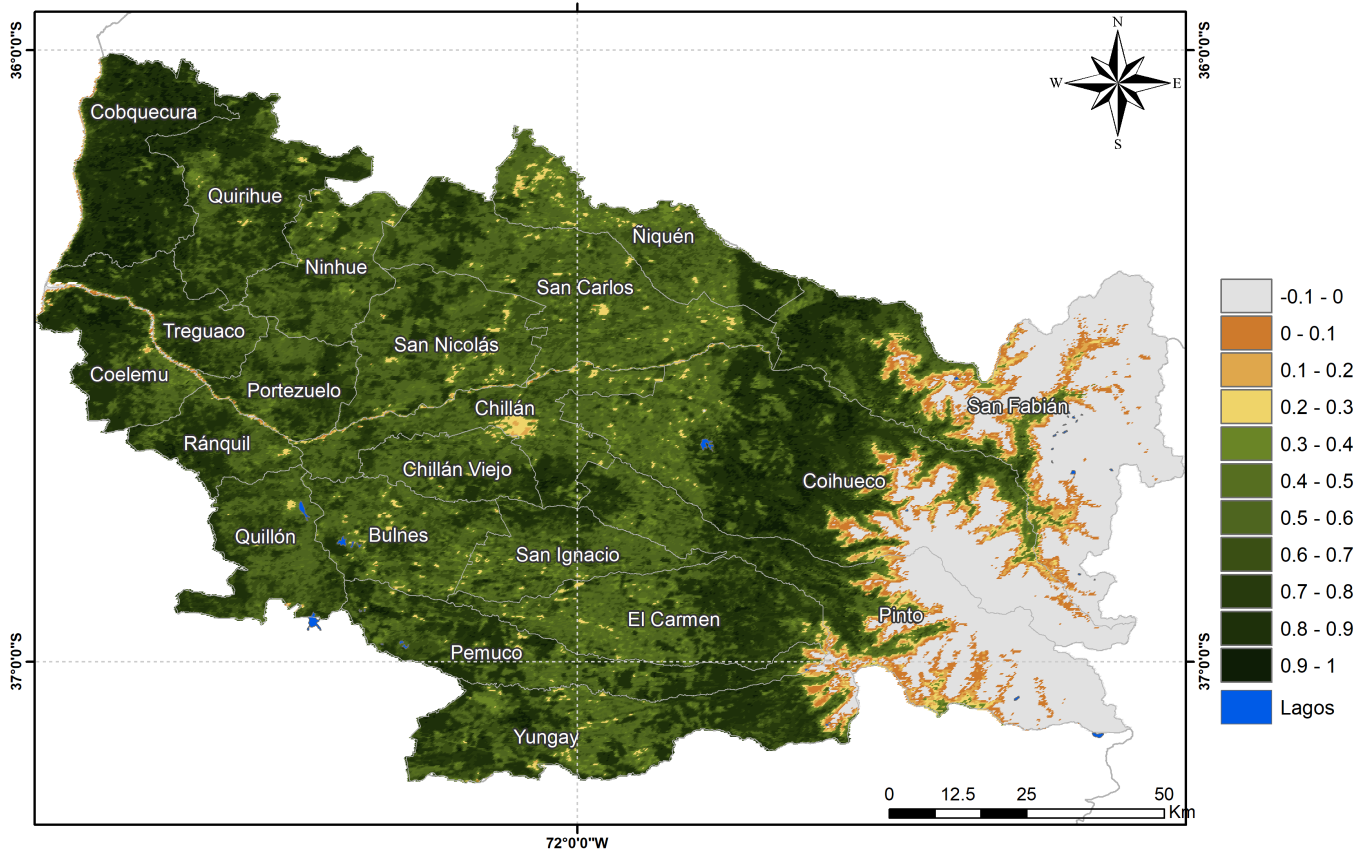 36°0'0"S
36°0'0"S
N
W
E
S
Cobquecura
Quirihue
Ñiquén
Ninhue
San Carlos
-0.1 - 0
0 - 0.1
0.1 - 0.2
0.2 - 0.3
0.3 - 0.4
0.4 - 0.5
0.5 - 0.6
0.6 - 0.7
0.7 - 0.8
0.8 - 0.9
0.9 - 1
Lagos
Treguaco
San Nicolás
Coelemu
Portezuelo
Chillán
San Fabián
Ránquil
Chillán Viejo
Coihueco
Quillón
Bulnes
San Ignacio
Pinto
El Carmen
Pemuco
37°0'0"S
37°0'0"S
Yungay
0 12.5 25 50
Km
72°0'0"W